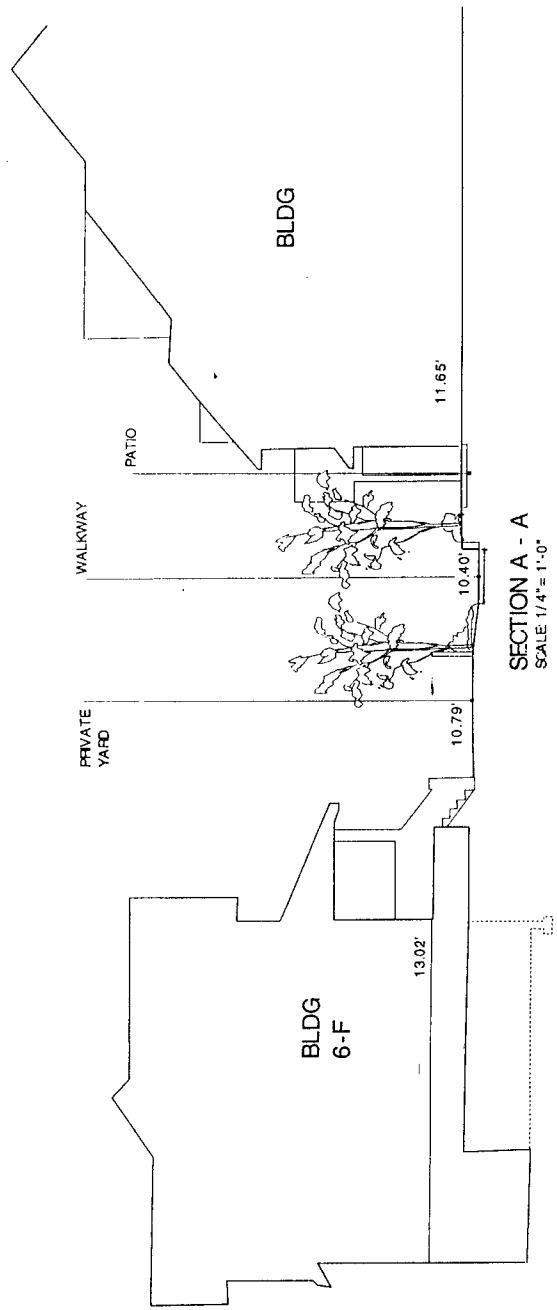 PRIVATE
YARD
WALKWAY
PATIO
BLDG
6-F
BLDG
13.02'
10.79'
10.40'
11.65'
SECTION A - A
SCALE: 1/4" = 1'-0"